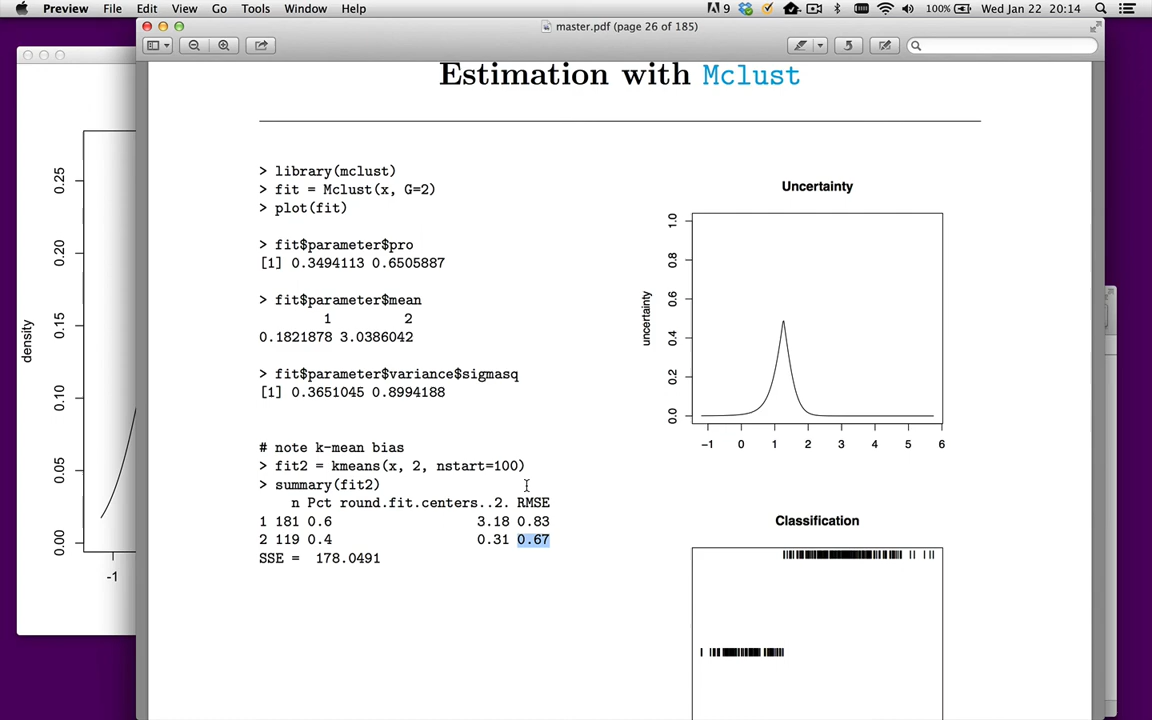 Preview File Edit View Go Tools Window Help
9 100% Wed Jan 22 20:14
master.pdf (page 26 of 185)
Estimation with Mclust
> library(mclust)
> fit = Mclust(x, G=2)
> plot(fit)
> fit$parameter$pro
[1] 0.3494113 0.6505887
> fit$parameter$mean
1 2
0.1821878 3.0386042
> fit$parameter$variance$sigmasq
[1] 0.3651045 0.8994188
# note k-mean bias
> fit2 = kmeans(x, 2, nstart=100)
> summary(fit2)
n Pct round.fit.centers..2. RMSE
1 181 0.6 3.18 0.83
2 119 0.4 0.31 0.67
SSE = 178.0491
Uncertainty
uncertainty
1.0
0.8
0.6
0.4
0.2
0.0
−1 0 1 2 3 4 5 6
Classification
density
0.25
0.20
0.15
0.10
0.05
0.00
-1